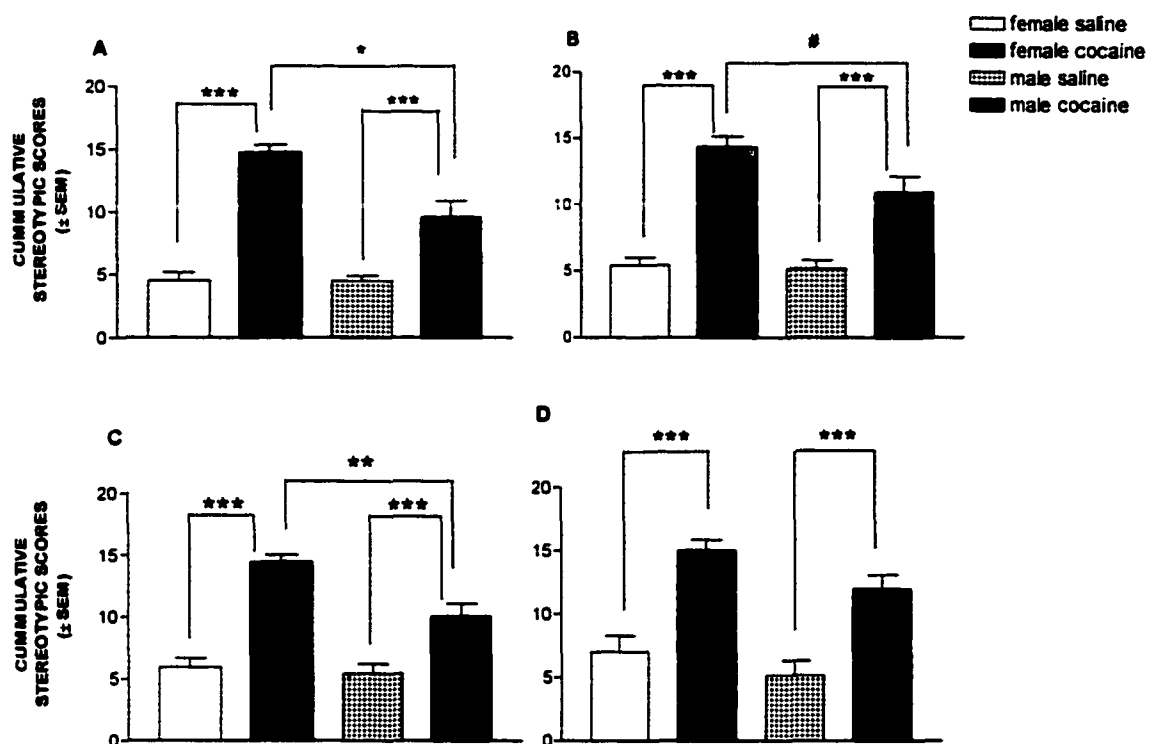 female saline
female cocaine
male saline
male cocaine
A
*
***
***
20
15
10
5
0
CUMMULATIVE
STEREOTYPIC SCORES
(± SEM)
B
#
***
***
20
15
10
5
0
C
**
***
***
20
15
10
5
0
CUMMULATIVE
STEREOTYPIC SCORES
(± SEM)
D
***
***
20
15
10
5
0